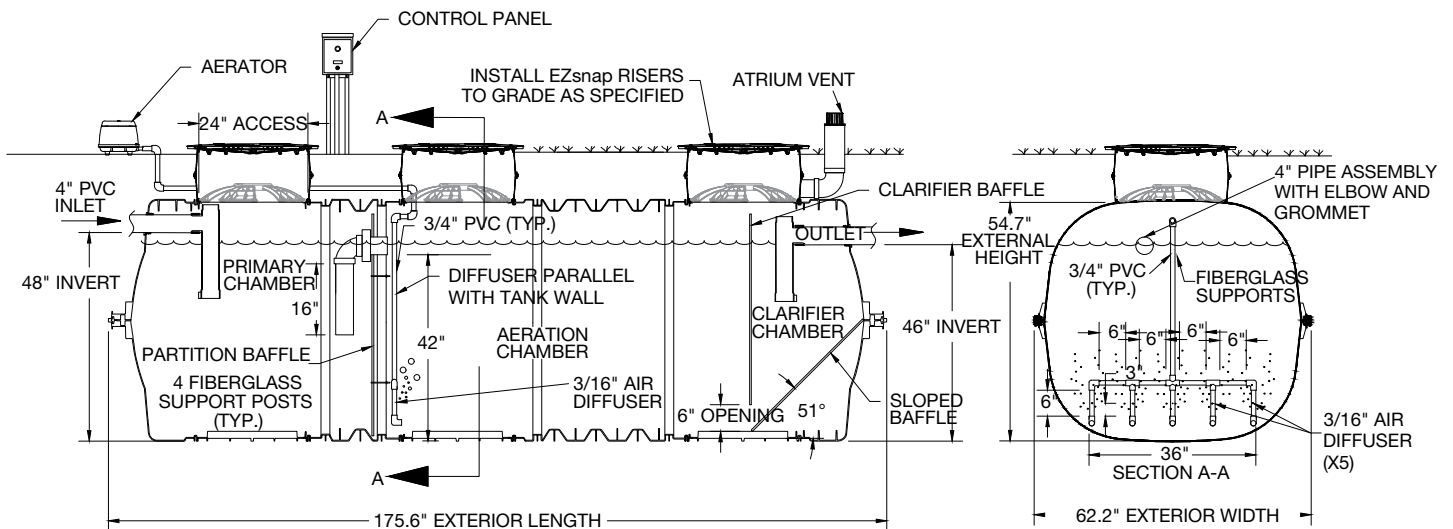 CONTROL PANEL
AERATOR
INSTALL EZsnap RISERS
TO GRADE AS SPECIFIED
ATRIUM VENT
24" ACCESS
A
4" PVC
INLET
3/4" PVC (TYP.)
CLARIFIER BAFFLE
OUTLET
48" INVERT
PRIMARY
CHAMBER
16"
DIFFUSER PARALLEL
WITH TANK WALL
42"
AERATION
CHAMBER
CLARIFIER
CHAMBER
46" INVERT
PARTITION BAFFLE
4 FIBERGLASS
SUPPORT POSTS
(TYP.)
3/16" AIR
DIFFUSER
6" OPENING
51°
SLOPED
BAFFLE
A
175.6" EXTERIOR LENGTH
4" PIPE ASSEMBLY
WITH ELBOW AND
GROMMET
54.7"
EXTERNAL
HEIGHT
3/4" PVC
(TYP.)
FIBERGLASS
SUPPORTS
6"
6"
6"
6"
3"
6"
3/16" AIR
DIFFUSER
(X5)
36"
SECTION A-A
62.2" EXTERIOR WIDTH